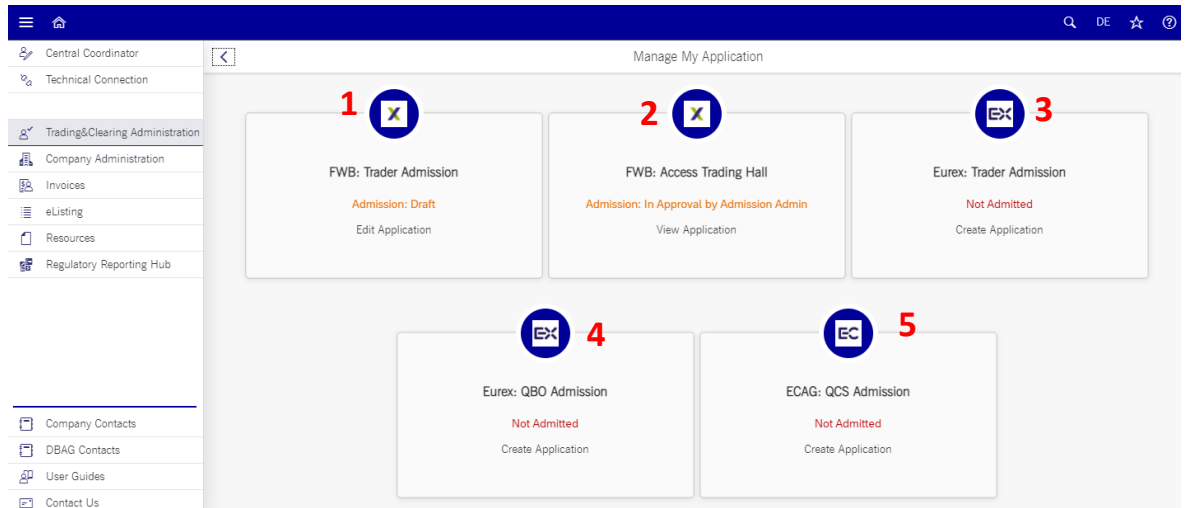 DE
Central Coordinator
Technical Connection
Trading&Clearing Administration
Company Administration
Invoices
eListing
Resources
Regulatory Reporting Hub
Company Contacts
DBAG Contacts
User Guides
Contact Us
Manage My Application
1
X
FWB: Trader Admission
Admission: Draft
Edit Application
2
X
FWB: Access Trading Hall
Admission: In Approval by Admission Admin
View Application
EX
3
Eurex: Trader Admission
Not Admitted
Create Application
EX
4
Eurex: QBO Admission
Not Admitted
Create Application
EC
5
ECAG: QCS Admission
Not Admitted
Create Application